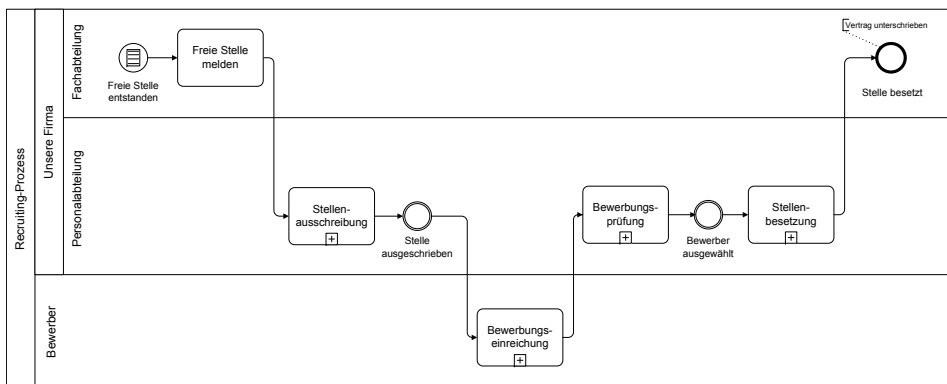 Recruiting-Prozess
Unsere Firma
Fachabteilung
Freie Stelle
entstanden
Freie Stelle
melden
Vertrag unterschrieben
Stelle besetzt
Personalabteilung
Stellen-
ausschreibung
Stelle
ausgeschrieben
Bewerbungs-
prüfung
Bewerber
ausgewählt
Stellen-
besetzung
Bewerber
Bewerbungs-
einreichung